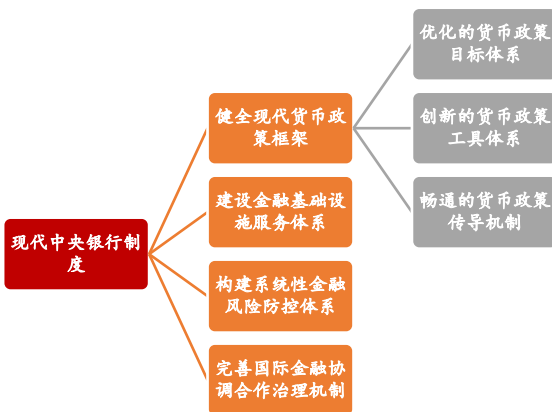 现代中央银行制
度
健全现代货币政
策框架
建设金融基础设
施服务体系
构建系统性金融
风险防控体系
完善国际金融协
调合作治理机制
优化的货币政策
目标体系
创新的货币政策
工具体系
畅通的货币政策
传导机制